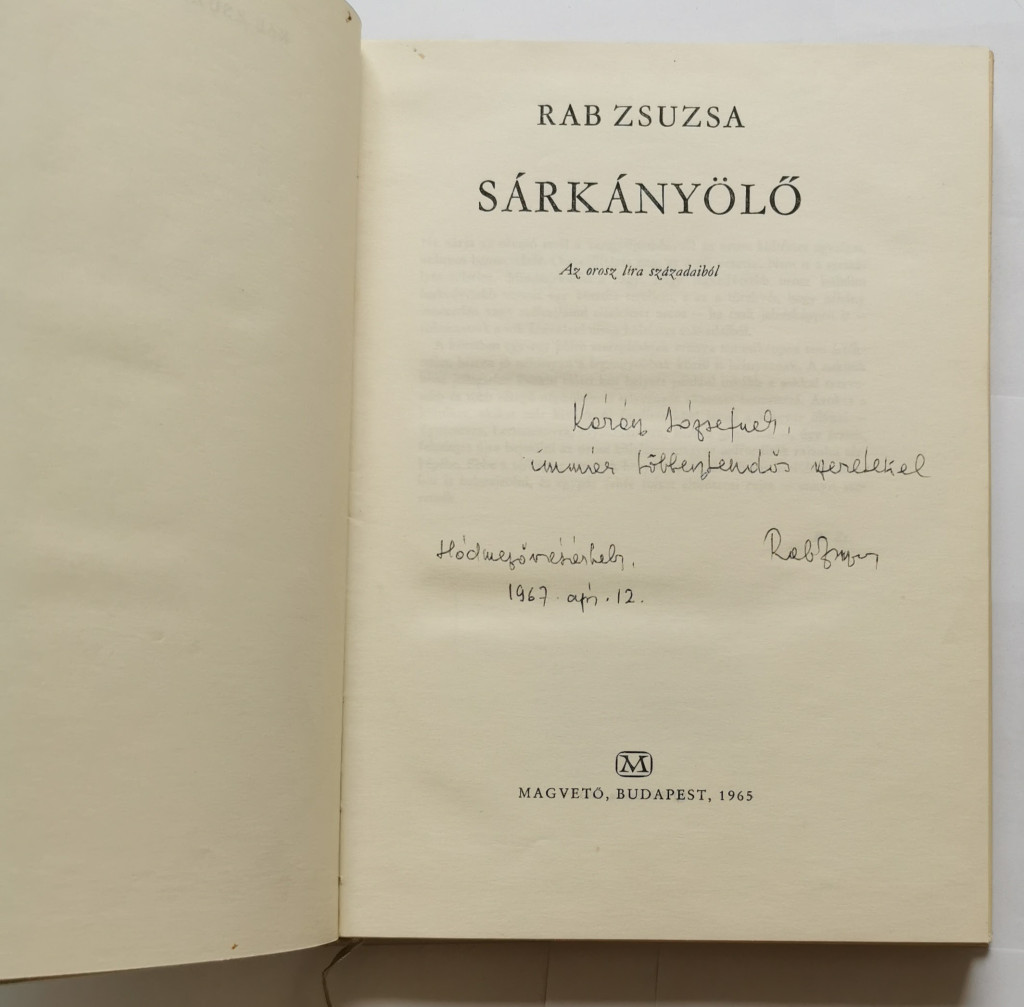 RAB ZSUZSA
SÁRKÁNYÖLŐ
Az orosz líra századaiból
Józsefnek,
immár többesztendős szeretettel
Hódmezővásárhely,
Rab Zsuzsa
1967. ápr. 12.
M
MAGVETŐ, BUDAPEST, 1965